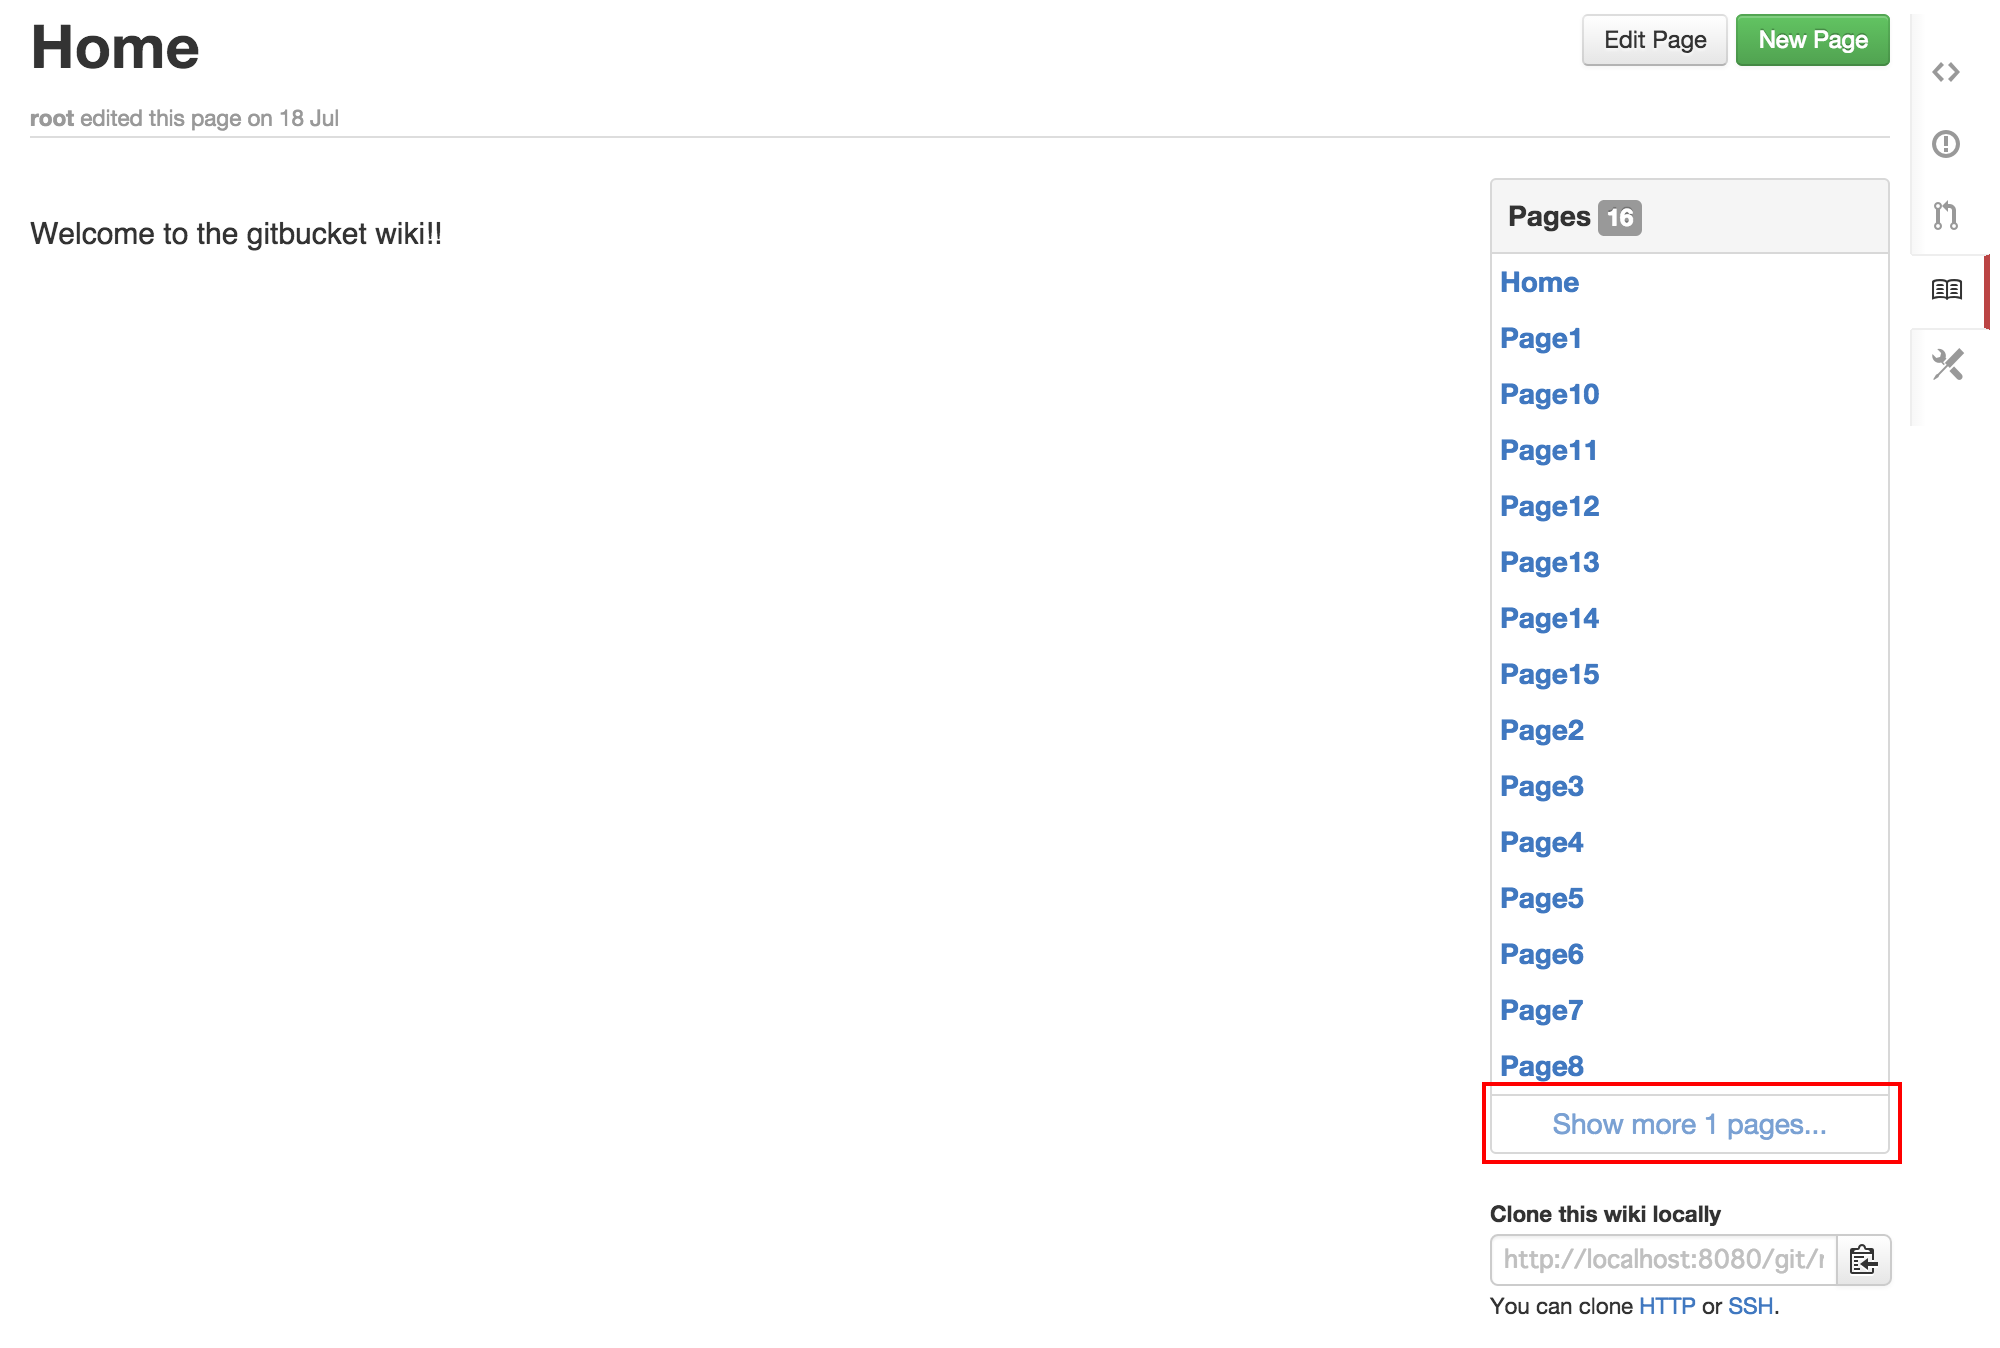 Home
Edit Page
New Page
root edited this page on 18 Jul
Welcome to the gitbucket wiki!!
Pages 16
Home
Page1
Page10
Page11
Page12
Page13
Page14
Page15
Page2
Page3
Page4
Page5
Page6
Page7
Page8
Show more 1 pages...
Clone this wiki locally
http://localhost:8080/git/
You can clone HTTP or SSH.